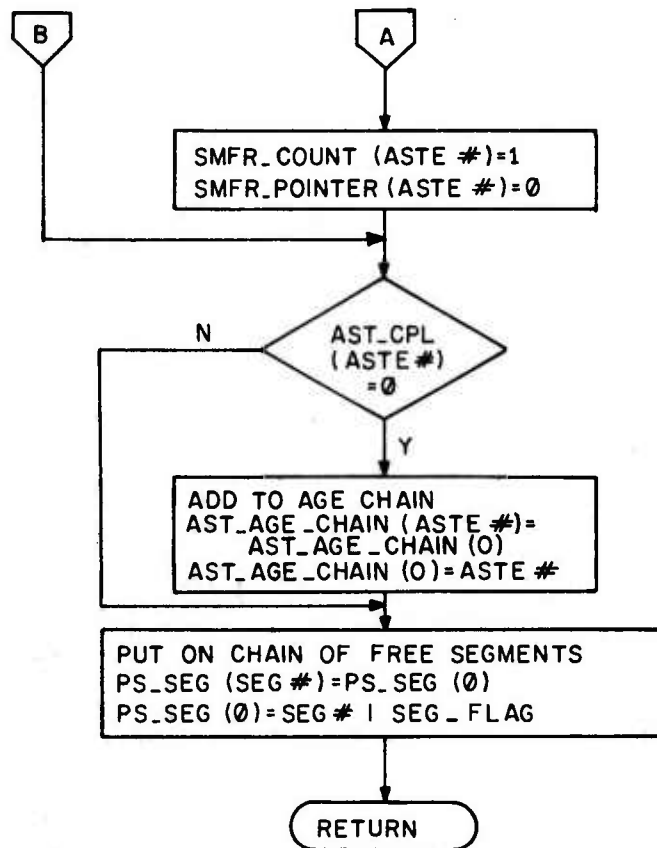 B
A
SMFR_COUNT (ASTE #)=1
SMFR_POINTER (ASTE #)=0
N
AST_CPL
(ASTE #)
=0
Y
ADD TO AGE CHAIN
AST_AGE_CHAIN (ASTE #)=
AST_AGE_CHAIN (0)
AST_AGE_CHAIN (0)=ASTE #
PUT ON CHAIN OF FREE SEGMENTS
PS_SEG (SEG #)=PS_SEG (0)
PS_SEG (0)=SEG # | SEG_FLAG
RETURN